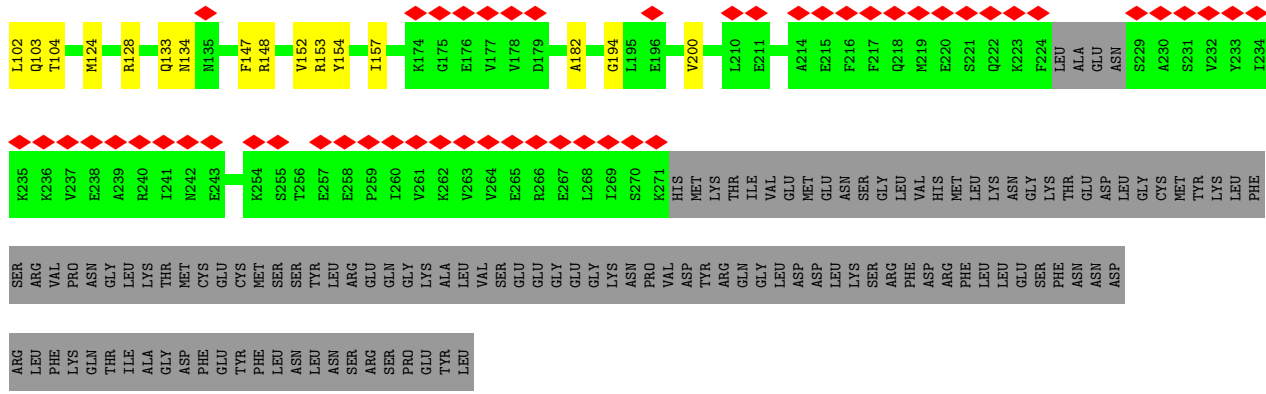 L102 Q103 T104 M124 R128 Q133 N134 N135 F147 R148 V152 R153 Y154 I157 K174 G175 E176 V177 V178 D179 A182 G194 L195 E196 V200 L210 E211 A214 E215 F216 F217 Q218 M219 E220 S221 Q222 K223 F224 LEU ALA GLU ASN S229 A230 S231 V232 Y233 I234
K235 K236 V237 E238 A239 R240 I241 N242 E243 K254 S255 T256 E257 E258 P259 I260 V261 K262 V263 V264 E265 R266 E267 L268 I269 S270 K271 HIS MET LYS THR ILE VAL GLU MET GLU ASN SER GLY LEU VAL HIS MET LEU LYS ASN GLY LYS THR GLU ASP LEU GLY CYS MET TYR LYS LEU PHE
SER ARG VAL PRO ASN GLY LEU LYS THR MET CYS GLU CYS MET SER SER TYR LEU ARG GLU GLN GLY LYS ALA LEU VAL SER GLU GLU GLY GLU GLY LYS ASN PRO VAL ASP TYR ARG GLN GLY LEU ASP ASP LEU LYS SER ARG PHE ASP ARG PHE LEU LEU GLU SER PHE ASN ASN ASP
ARG LEU PHE LYS GLN THR ILE ALA GLY ASP PHE GLU TYR PHE LEU ASN LEU ASN SER ARG SER PRO GLU TYR LEU